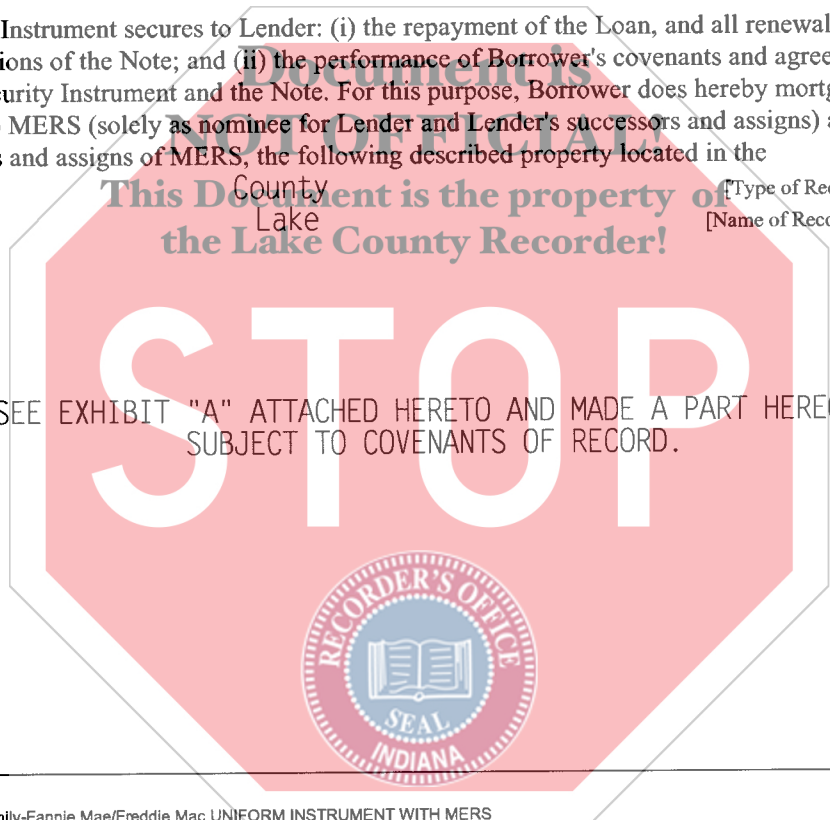 Instrument secures to Lender: (i) the repayment of the Loan, and all renewal
ions of the Note; and (ii) the performance of Borrower's covenants and agree
curity Instrument and the Note. For this purpose, Borrower does hereby mortg
MERS (solely as nominee for Lender and Lender's successors and assigns) a
s and assigns of MERS, the following described property located in the
Document is
NOT OFFICIAL!
This Document is the property of
the Lake County Recorder!
County [Type of Rec
Lake [Name of Reco
STOP
SEE EXHIBIT "A" ATTACHED HERETO AND MADE A PART HERE
SUBJECT TO COVENANTS OF RECORD.
RECORDER'S OFFICE
SEAL
INDIANA
nily-Fannie Mae/Freddie Mac UNIFORM INSTRUMENT WITH MERS